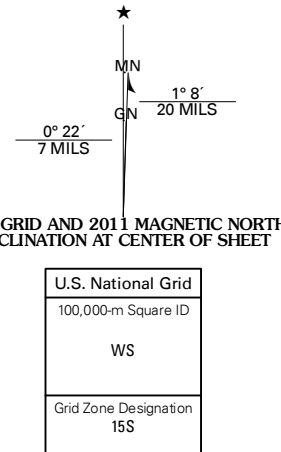 ★
MN
GN
1° 8´
20 MILS
0° 22´
7 MILS
GRID AND 2011 MAGNETIC NORTH
CLINATION AT CENTER OF SHEET
U.S. National Grid
100,000-m Square ID
WS
Grid Zone Designation
15S